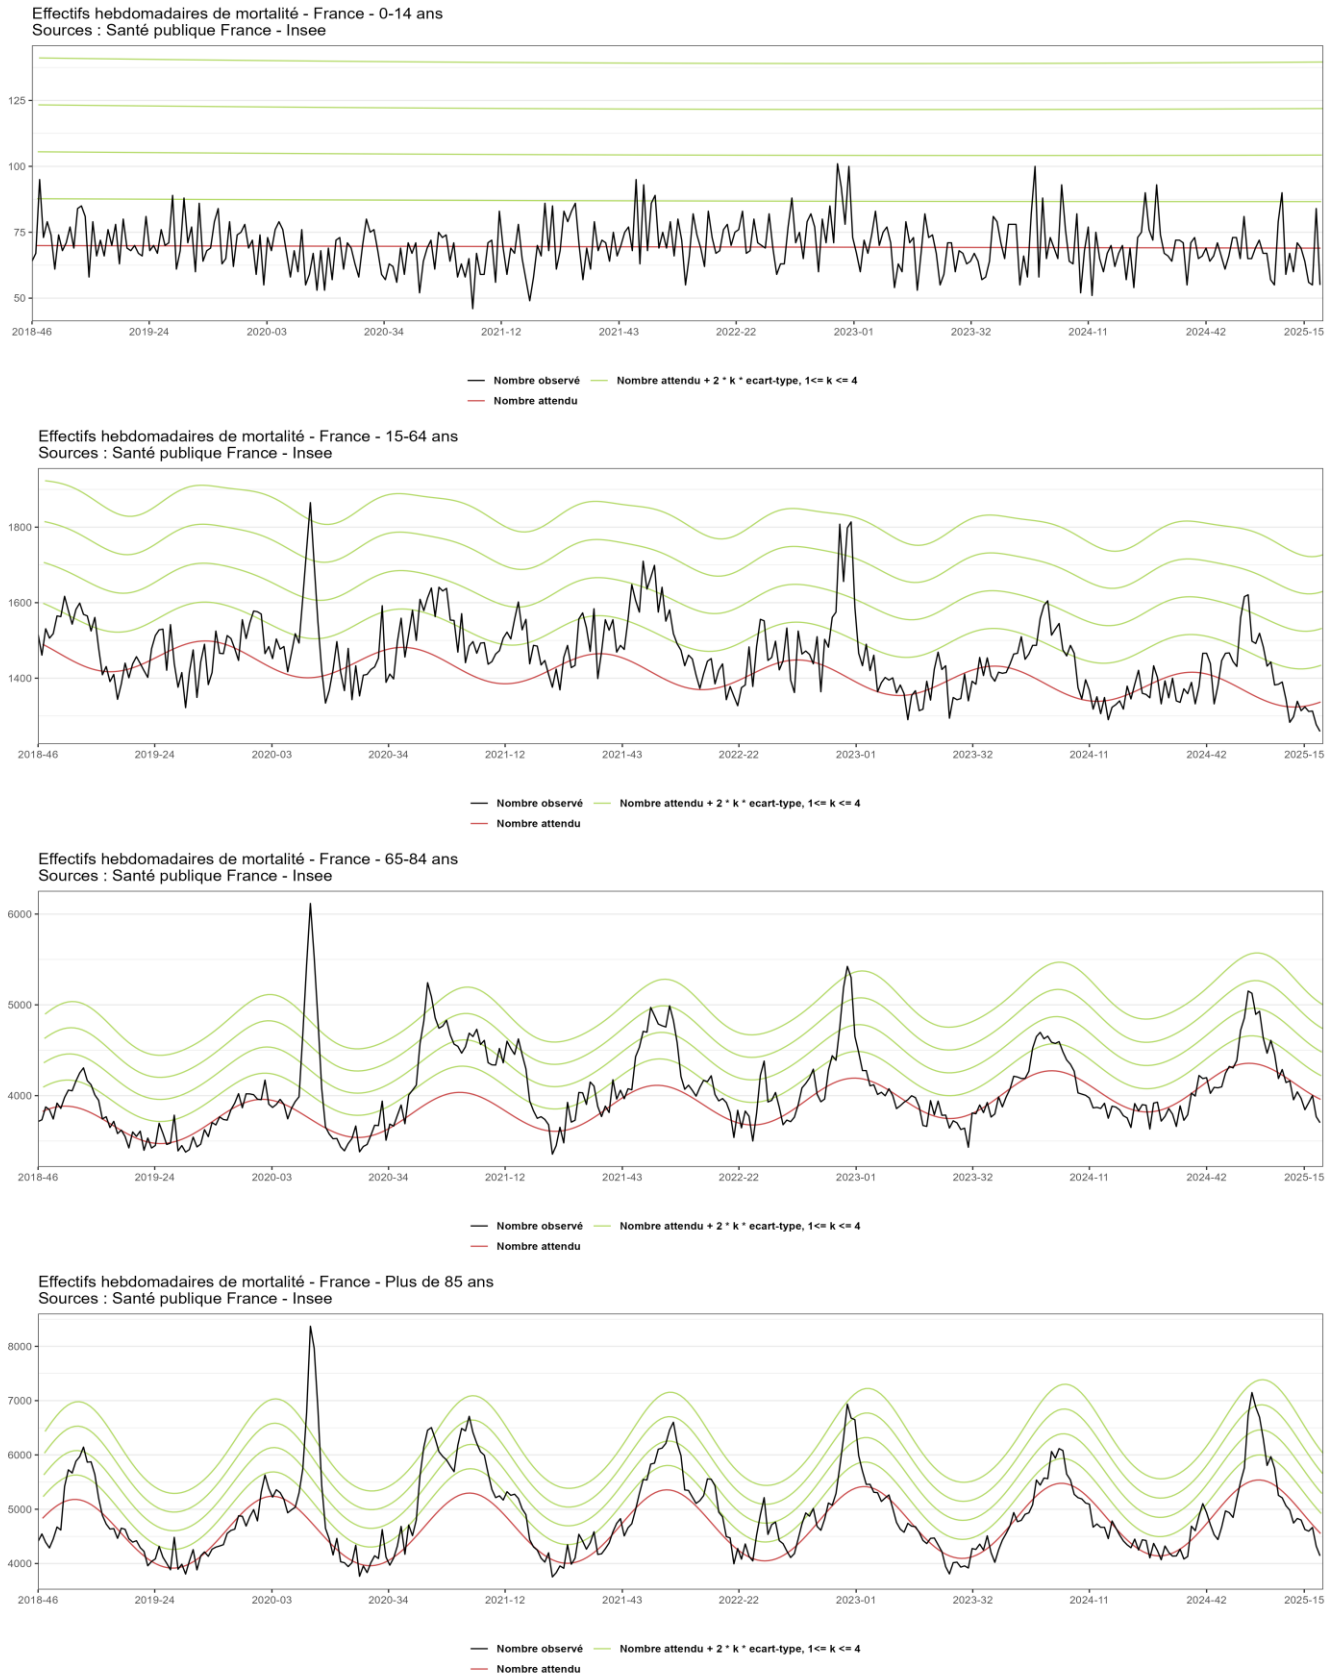 Effectifs hebdomadaires de mortalité - France - 0-14 ans
Sources : Santé publique France - Insee
125
100
75
50
2018-46 2019-24 2020-03 2020-34 2021-12 2021-43 2022-22 2023-01 2023-32 2024-11 2024-42 2025-15
Nombre observé Nombre attendu + 2 * k * ecart-type, 1<= k <= 4
Nombre attendu
Effectifs hebdomadaires de mortalité - France - 15-64 ans
Sources : Santé publique France - Insee
1800
1600
1400
2018-46 2019-24 2020-03 2020-34 2021-12 2021-43 2022-22 2023-01 2023-32 2024-11 2024-42 2025-15
Nombre observé Nombre attendu + 2 * k * ecart-type, 1<= k <= 4
Nombre attendu
Effectifs hebdomadaires de mortalité - France - 65-84 ans
Sources : Santé publique France - Insee
6000
5000
4000
2018-46 2019-24 2020-03 2020-34 2021-12 2021-43 2022-22 2023-01 2023-32 2024-11 2024-42 2025-15
Nombre observé Nombre attendu + 2 * k * ecart-type, 1<= k <= 4
Nombre attendu
Effectifs hebdomadaires de mortalité - France - Plus de 85 ans
Sources : Santé publique France - Insee
8000
7000
6000
5000
4000
2018-46 2019-24 2020-03 2020-34 2021-12 2021-43 2022-22 2023-01 2023-32 2024-11 2024-42 2025-15
Nombre observé Nombre attendu + 2 * k * ecart-type, 1<= k <= 4
Nombre attendu